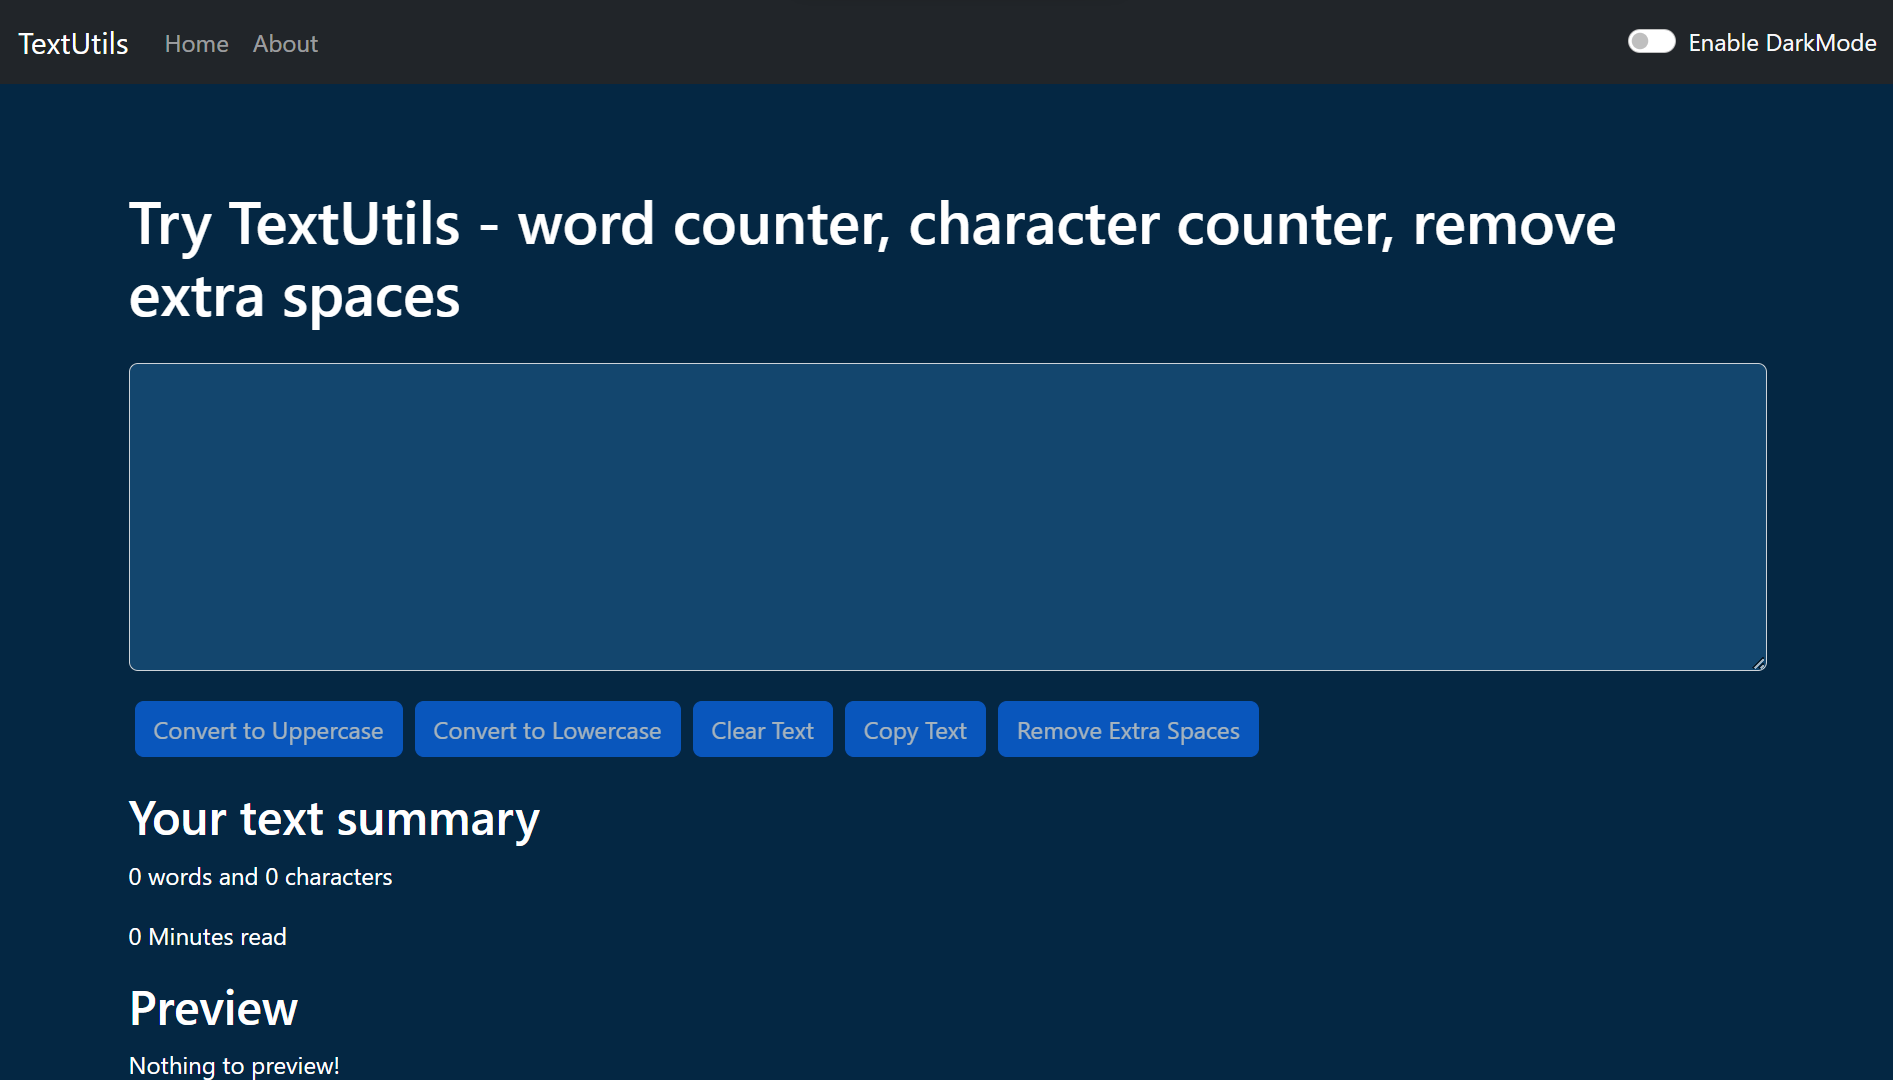 TextUtils Home About Enable DarkMode
Try TextUtils - word counter, character counter, remove
extra spaces
Convert to Uppercase Convert to Lowercase Clear Text Copy Text Remove Extra Spaces
Your text summary
0 words and 0 characters
0 Minutes read
Preview
Nothing to preview!